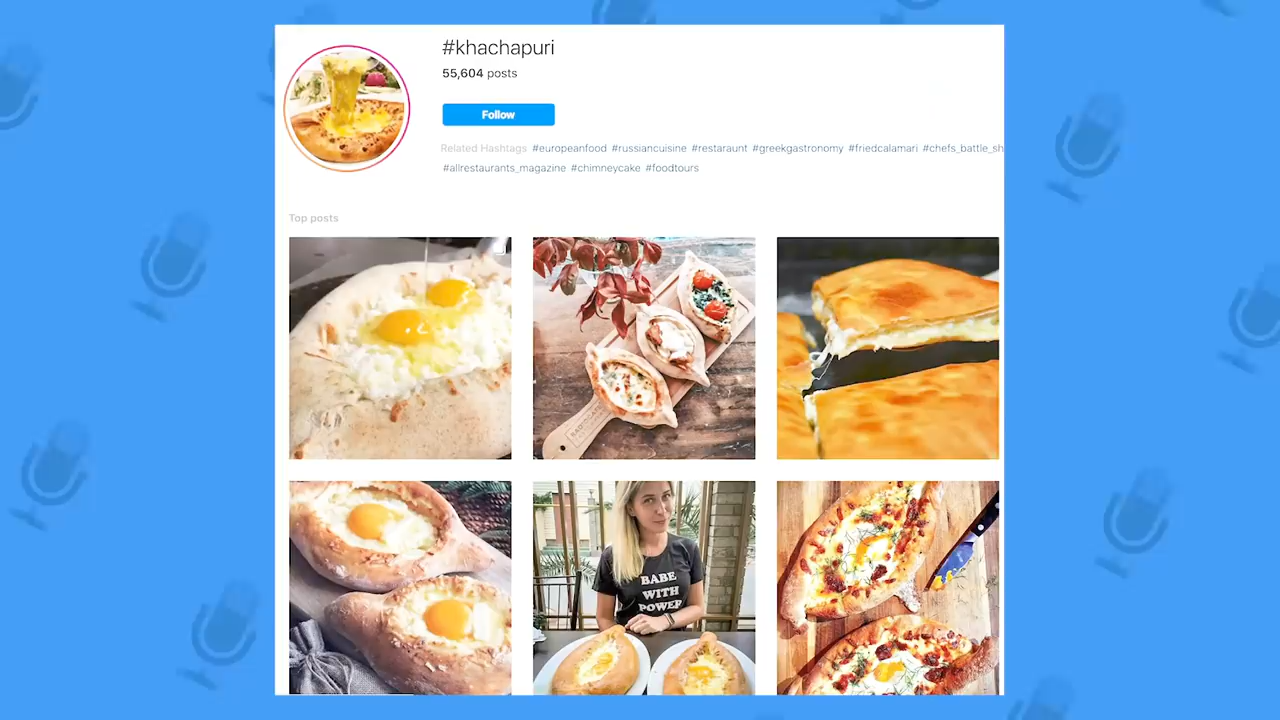 #khachapuri
55,604 posts
Follow
Related Hashtags #europeanfood #russiancuisine #restaraunt #greekgastronomy #friedcalamari #chefs_battle_sh
#allrestaurants_magazine #chimneycake #foodtours
Top posts
BABE
WITH
POWER